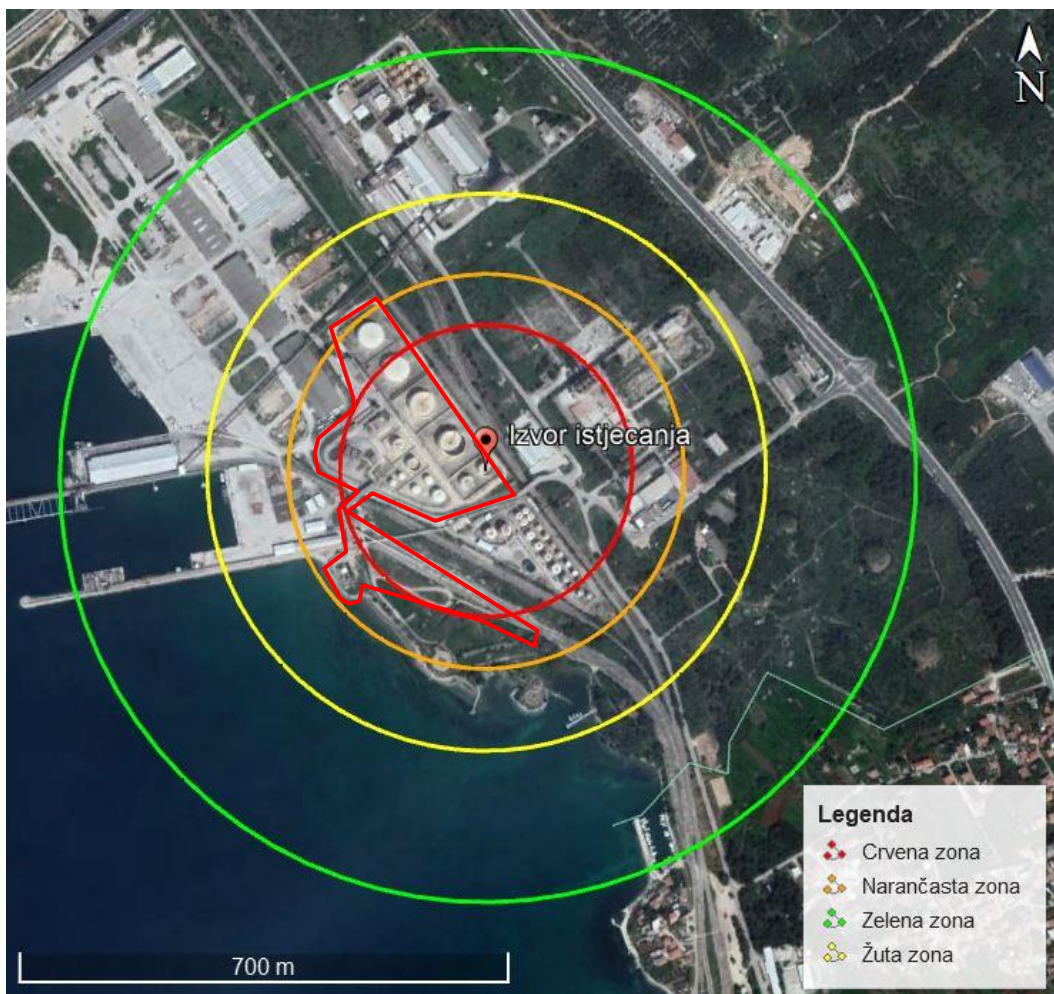 N
Izvor istjecanja
Legenda
Crvena zona
Narančasta zona
Zelena zona
Žuta zona
700 m